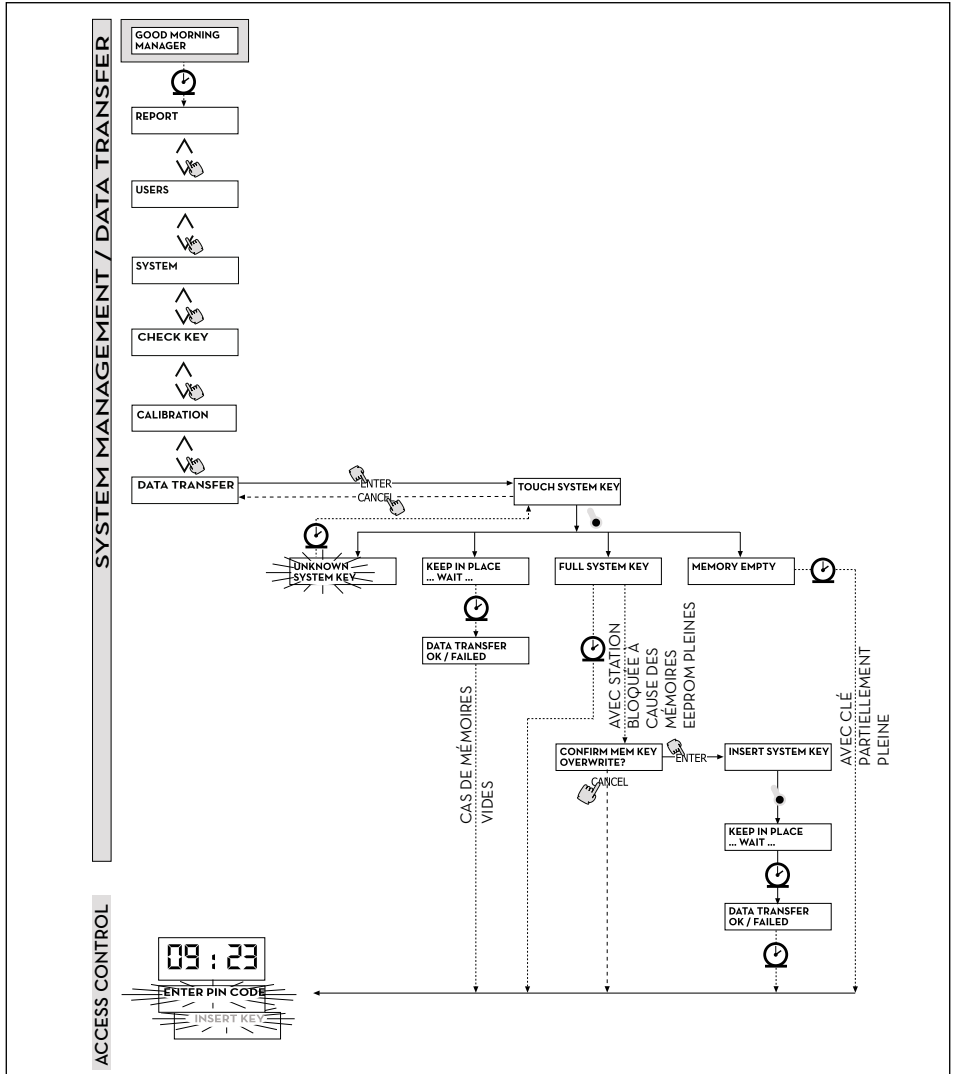 SYSTEM MANAGEMENT / DATA TRANSFER
GOOD MORNING
MANAGER
REPORT
USERS
SYSTEM
CHECK KEY
CALIBRATION
DATA TRANSFER
ENTER
CANCEL
TOUCH SYSTEM KEY
UNKNOWN
SYSTEM KEY
KEEP IN PLACE
... WAIT ...
FULL SYSTEM KEY
MEMORY EMPTY
DATA TRANSFER
OK / FAILED
CAS DE MÉMOIRES
VIDES
AVEC STATION
BLOQUEE A
CAUSE DES
MÉMOIRES
EEPROM PLEINES
AVEC CLÉ
PARTIELLEMENT
PLEINE
CONFIRM MEM KEY
OVERWRITE?
ENTER
CANCEL
INSERT SYSTEM KEY
KEEP IN PLACE
... WAIT ...
DATA TRANSFER
OK / FAILED
ACCESS CONTROL
09 : 23
ENTER PIN CODE
INSERT KEY